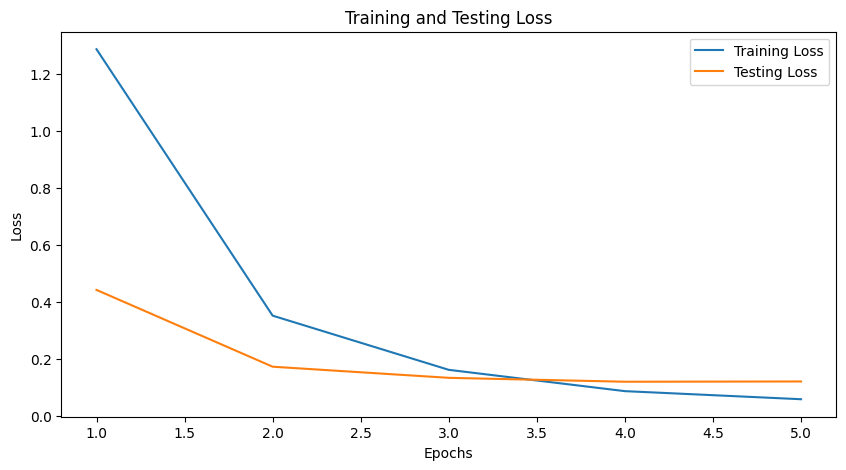 Training and Testing Loss
Training Loss
Testing Loss
1.2
1.0
0.8
0.6
0.4
0.2
0.0
Loss
1.0 1.5 2.0 2.5 3.0 3.5 4.0 4.5 5.0
Epochs